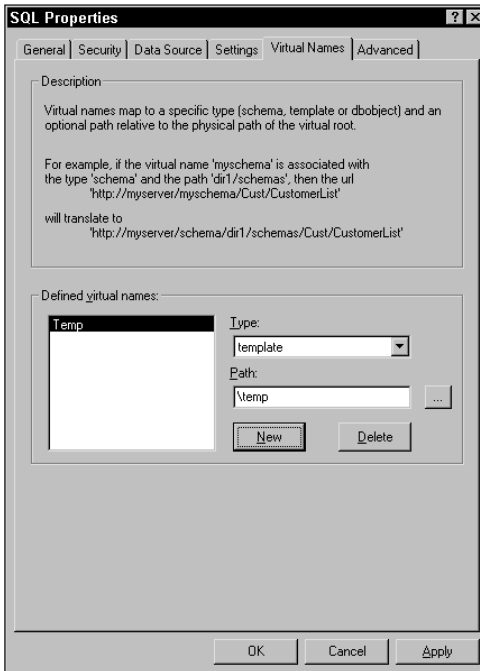 SQL Properties
General Security Data Source Settings Virtual Names Advanced
Description
Virtual names map to a specific type (schema, template or dbobject) and an
optional path relative to the physical path of the virtual root.
For example, if the virtual name 'myschema' is associated with
the type 'schema' and the path 'dir1/schemas', then the url
'http://myserver/myschema/Cust/CustomerList'
will translate to
'http://myserver/schema/dir1/schemas/Cust/CustomerList'
Defined virtual names:
Temp
Type:
template
Path:
\temp
...
New Delete
OK Cancel Apply